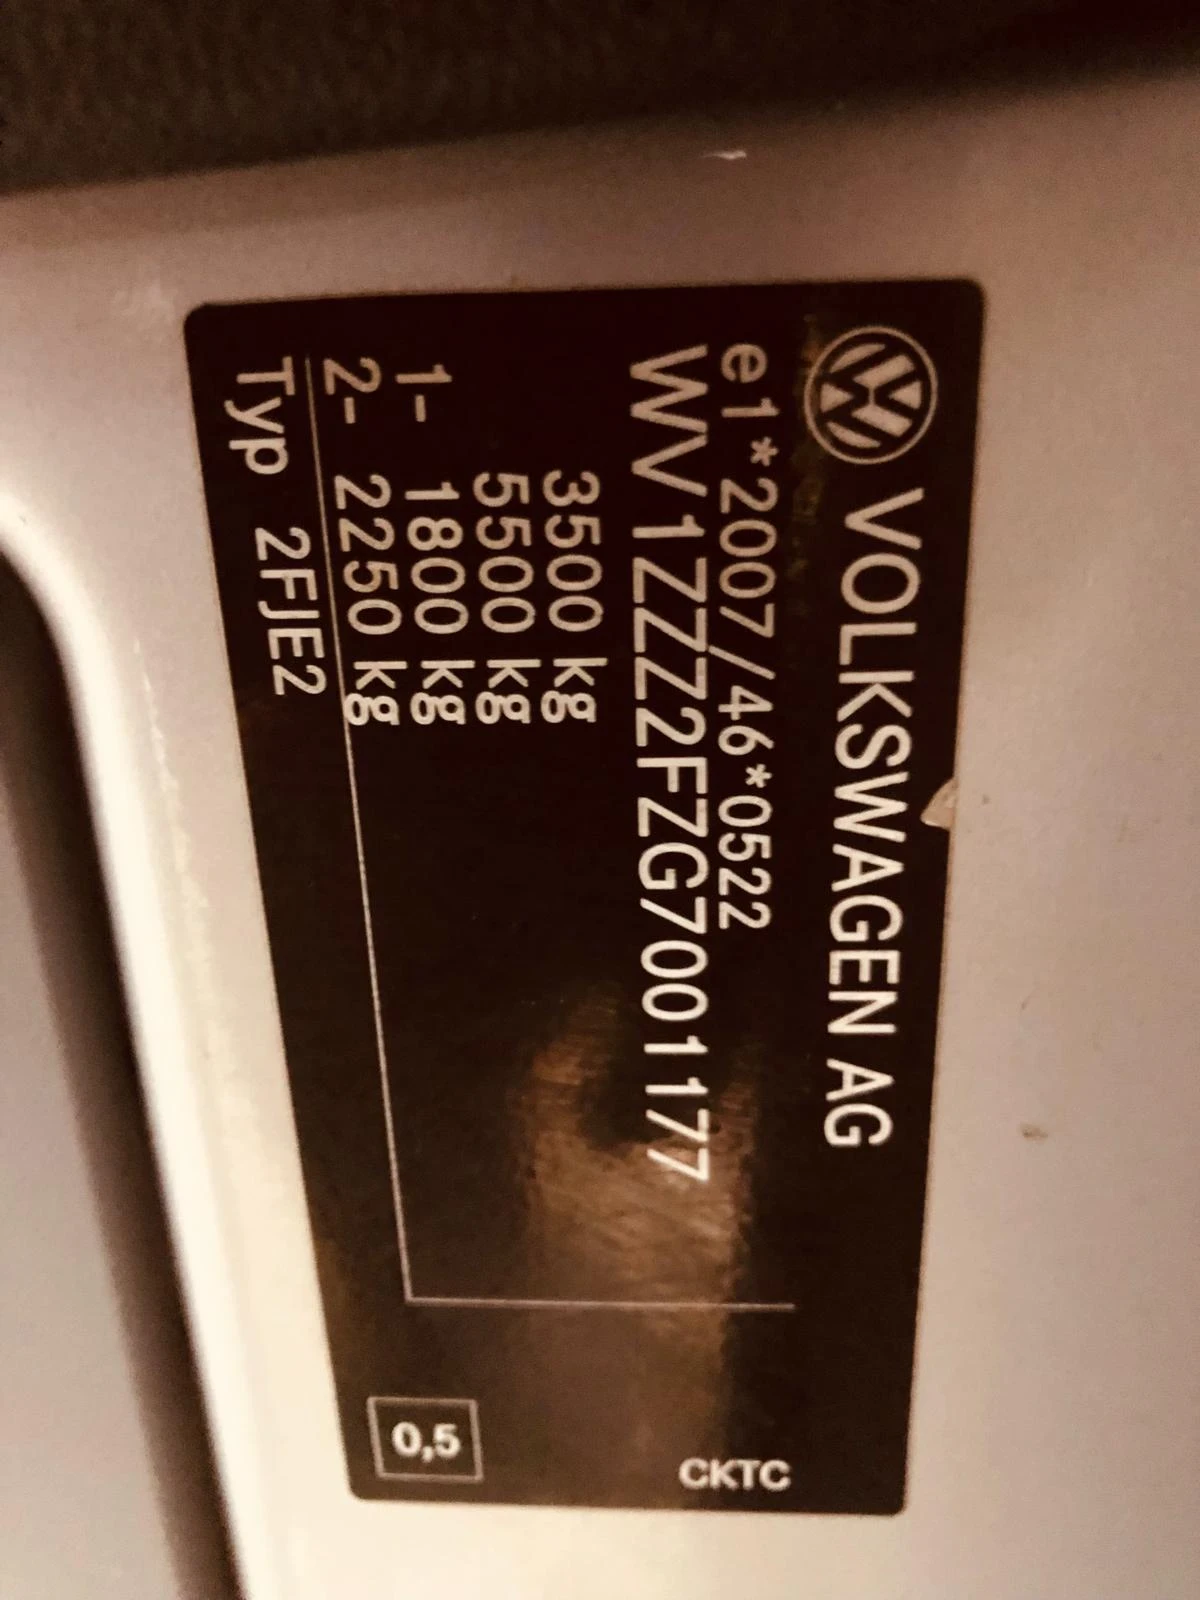 VOLKSWAGEN AG
e1*2007/46*0522
WV1ZZZ2FZG7001177
3500 kg
5500 kg
1- 1800 kg
2- 2250 kg
Typ 2FJE2
CKTC
0,5